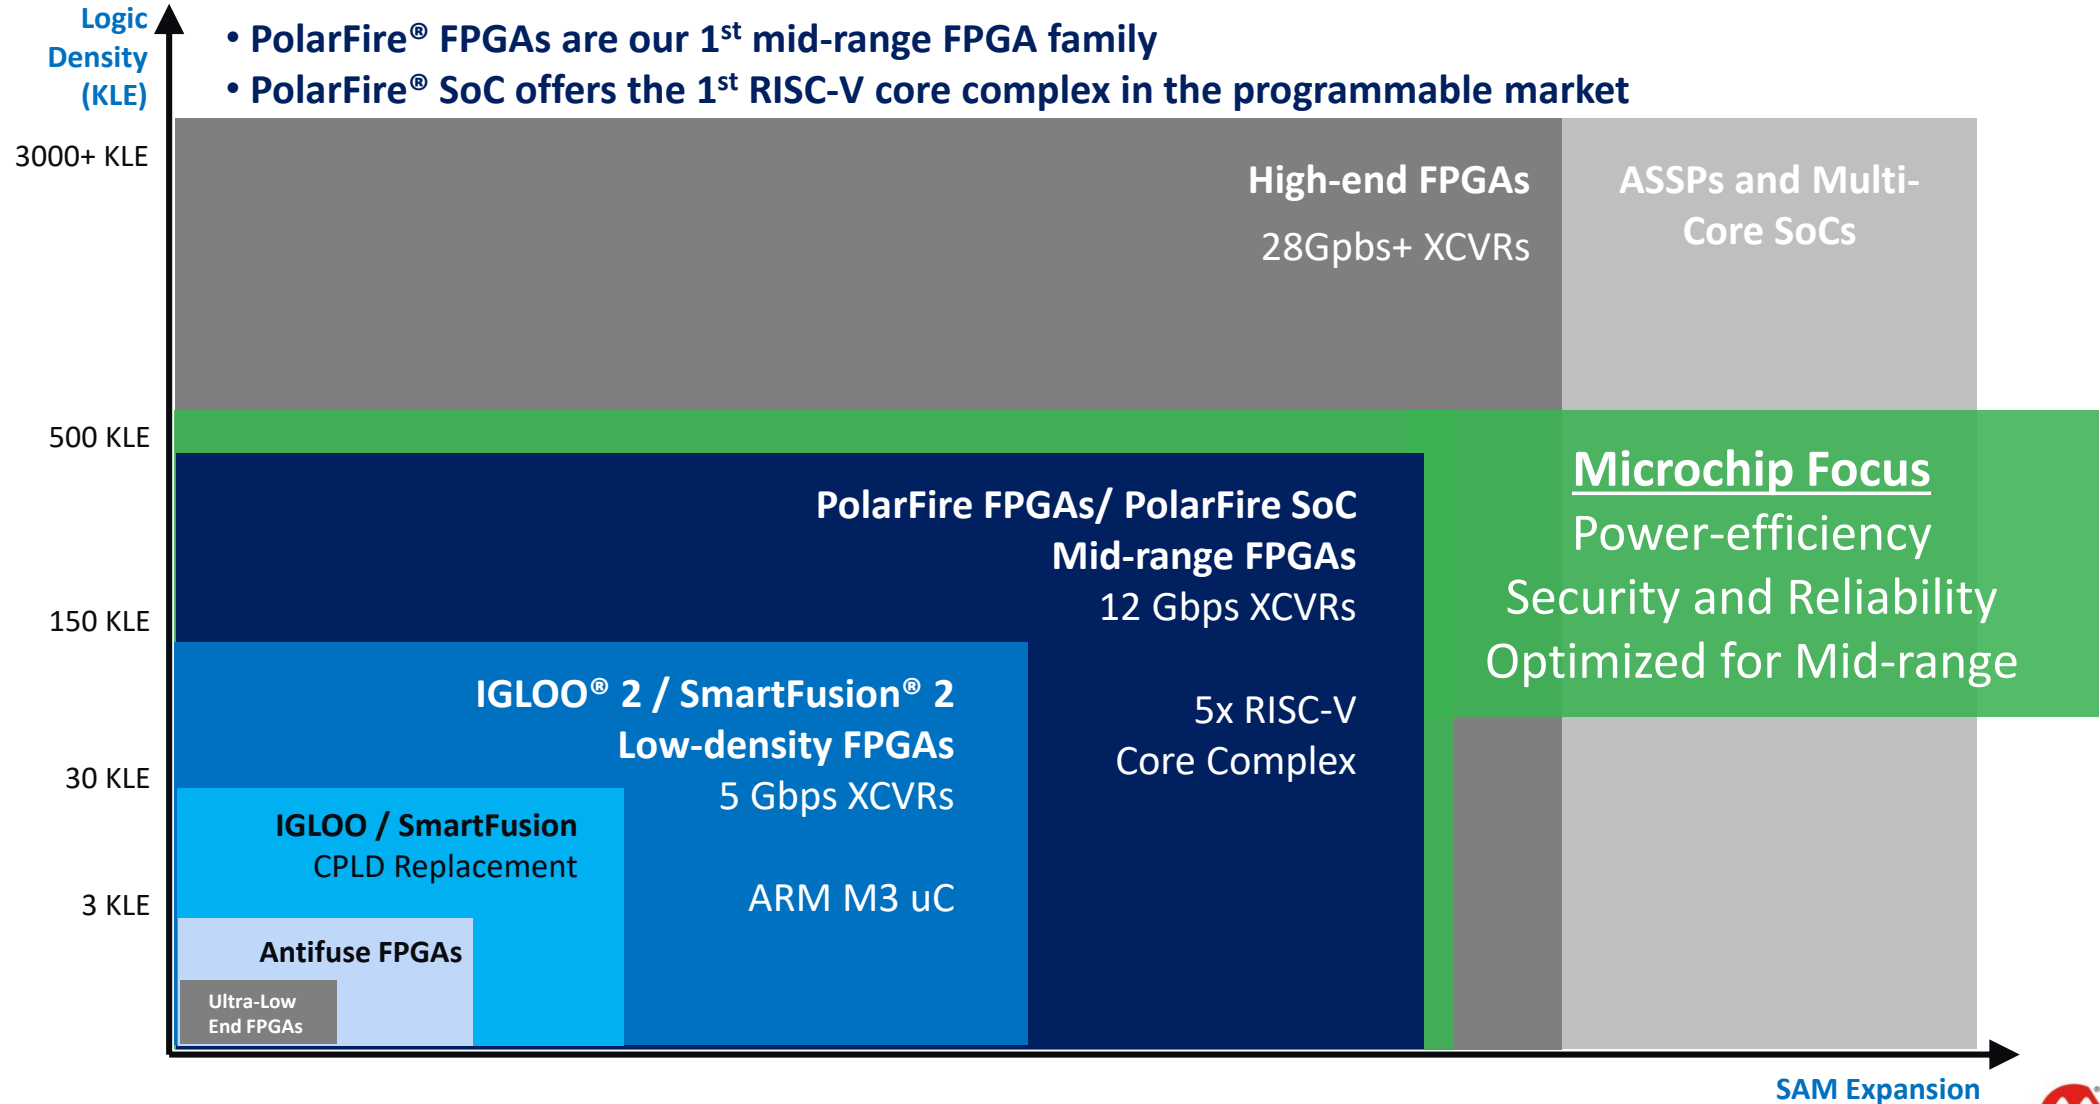 Logic
Density
(KLE)
• PolarFire® FPGAs are our 1st mid-range FPGA family
• PolarFire® SoC offers the 1st RISC-V core complex in the programmable market
3000+ KLE
High-end FPGAs
28Gpbs+ XCVRs
ASSPs and Multi-
Core SoCs
500 KLE
Microchip Focus
Power-efficiency
Security and Reliability
Optimized for Mid-range
PolarFire FPGAs/ PolarFire SoC
Mid-range FPGAs
12 Gbps XCVRs
5x RISC-V
Core Complex
150 KLE
IGLOO® 2 / SmartFusion® 2
Low-density FPGAs
5 Gbps XCVRs
ARM M3 uC
30 KLE
IGLOO / SmartFusion
CPLD Replacement
3 KLE
Antifuse FPGAs
Ultra-Low
End FPGAs
SAM Expansion